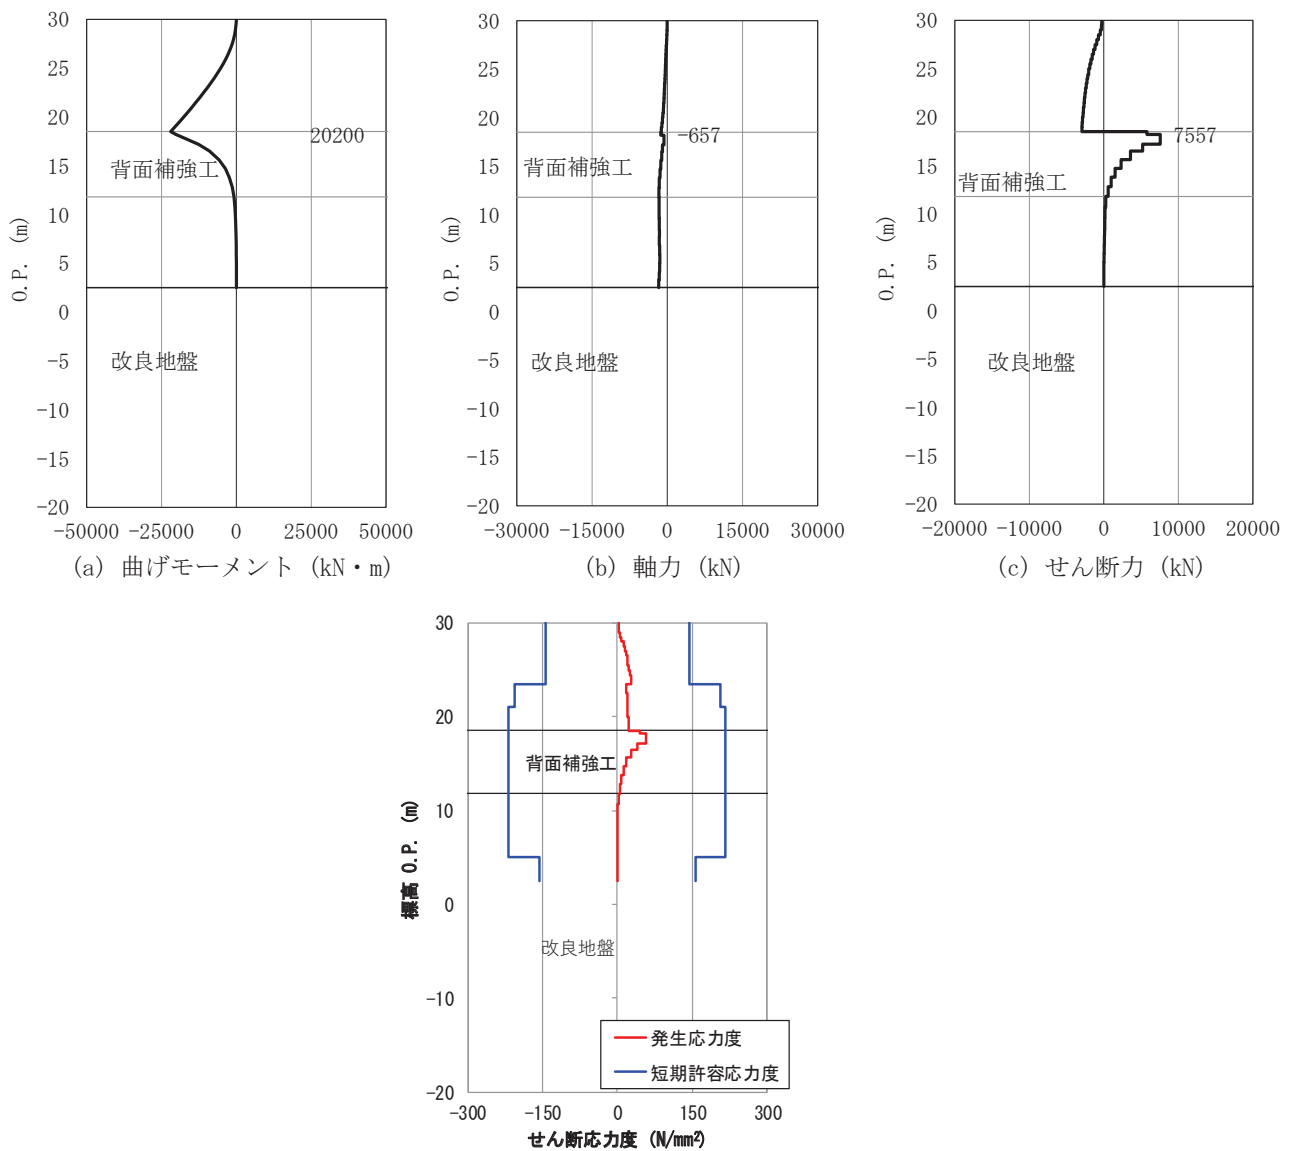 30
25
20
15
10
5
0
-5
-10
-15
-20
O.P. (m)
20200
背面補強工
改良地盤
-50000 -25000 0 25000 50000
(a) 曲げモーメント (kN・m)
30
25
20
15
10
5
0
-5
-10
-15
-20
O.P. (m)
-657
背面補強工
改良地盤
-30000 -15000 0 15000 30000
(b) 軸力 (kN)
30
25
20
15
10
5
0
-5
-10
-15
-20
O.P. (m)
7557
背面補強工
改良地盤
-20000 -10000 0 10000 20000
(c) せん断力 (kN)
30
20
10
0
-10
-20
標高 O.P. (m)
背面補強工
改良地盤
発生応力度
短期許容応力度
-300 -150 0 150 300
せん断応力度 (N/mm²)